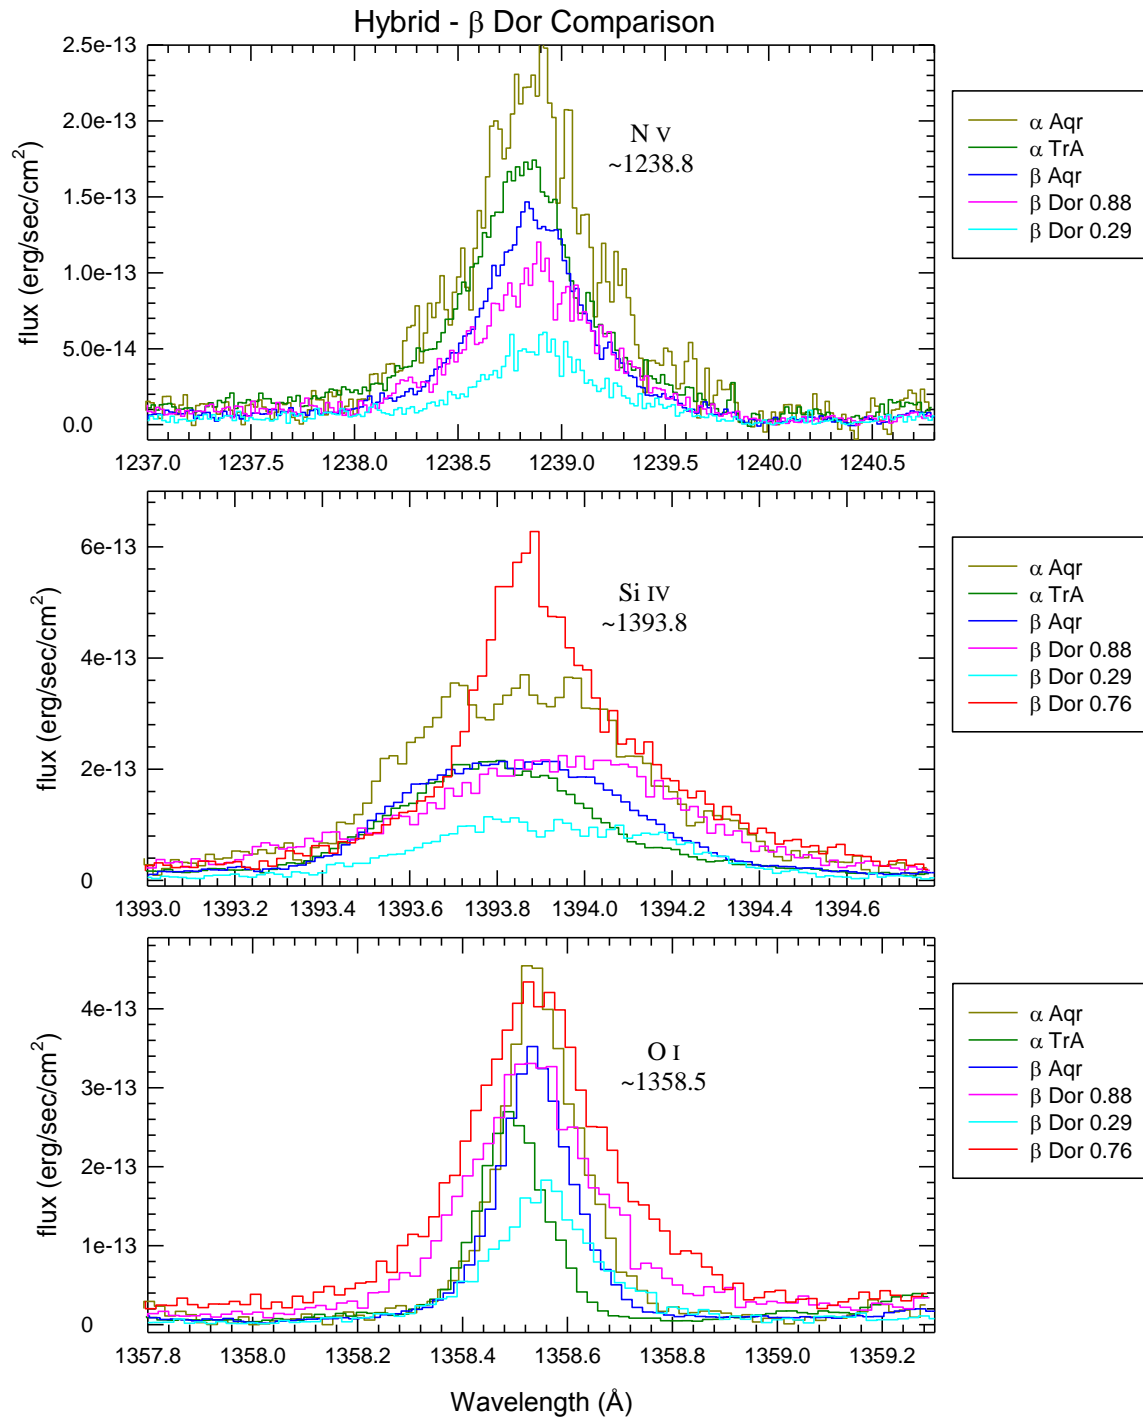 Hybrid - β Dor Comparison
flux (erg/sec/cm²)
2.5e-13
2.0e-13
1.5e-13
1.0e-13
5.0e-14
0.0
N V
~1238.8
1237.0 1237.5 1238.0 1238.5 1239.0 1239.5 1240.0 1240.5
α Aqr
α TrA
β Aqr
β Dor 0.88
β Dor 0.29
flux (erg/sec/cm²)
6e-13
4e-13
2e-13
0
Si IV
~1393.8
1393.0 1393.2 1393.4 1393.6 1393.8 1394.0 1394.2 1394.4 1394.6
α Aqr
α TrA
β Aqr
β Dor 0.88
β Dor 0.29
β Dor 0.76
flux (erg/sec/cm²)
4e-13
3e-13
2e-13
1e-13
0
O I
~1358.5
1357.8 1358.0 1358.2 1358.4 1358.6 1358.8 1359.0 1359.2
α Aqr
α TrA
β Aqr
β Dor 0.88
β Dor 0.29
β Dor 0.76
Wavelength (Å)